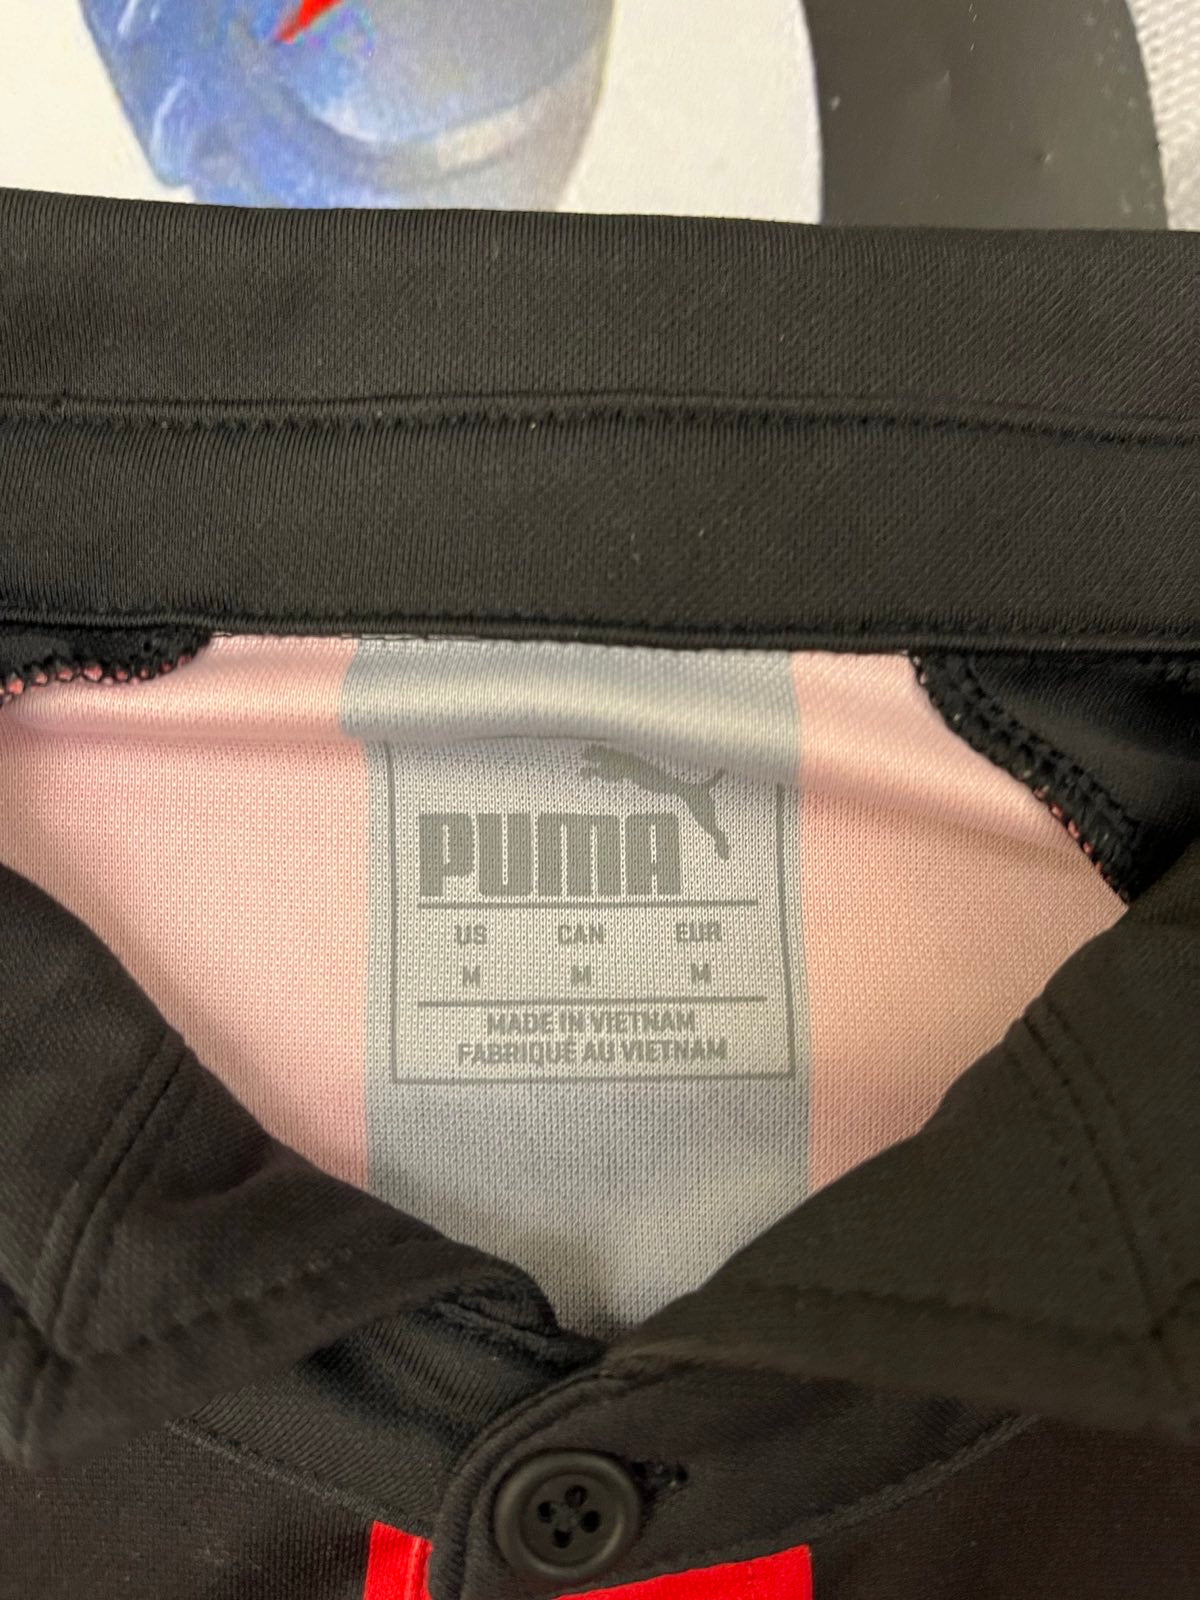 PUMA
US CAN EUR
M M M
MADE IN VIETNAM
FABRIQUÉ AU VIETNAM